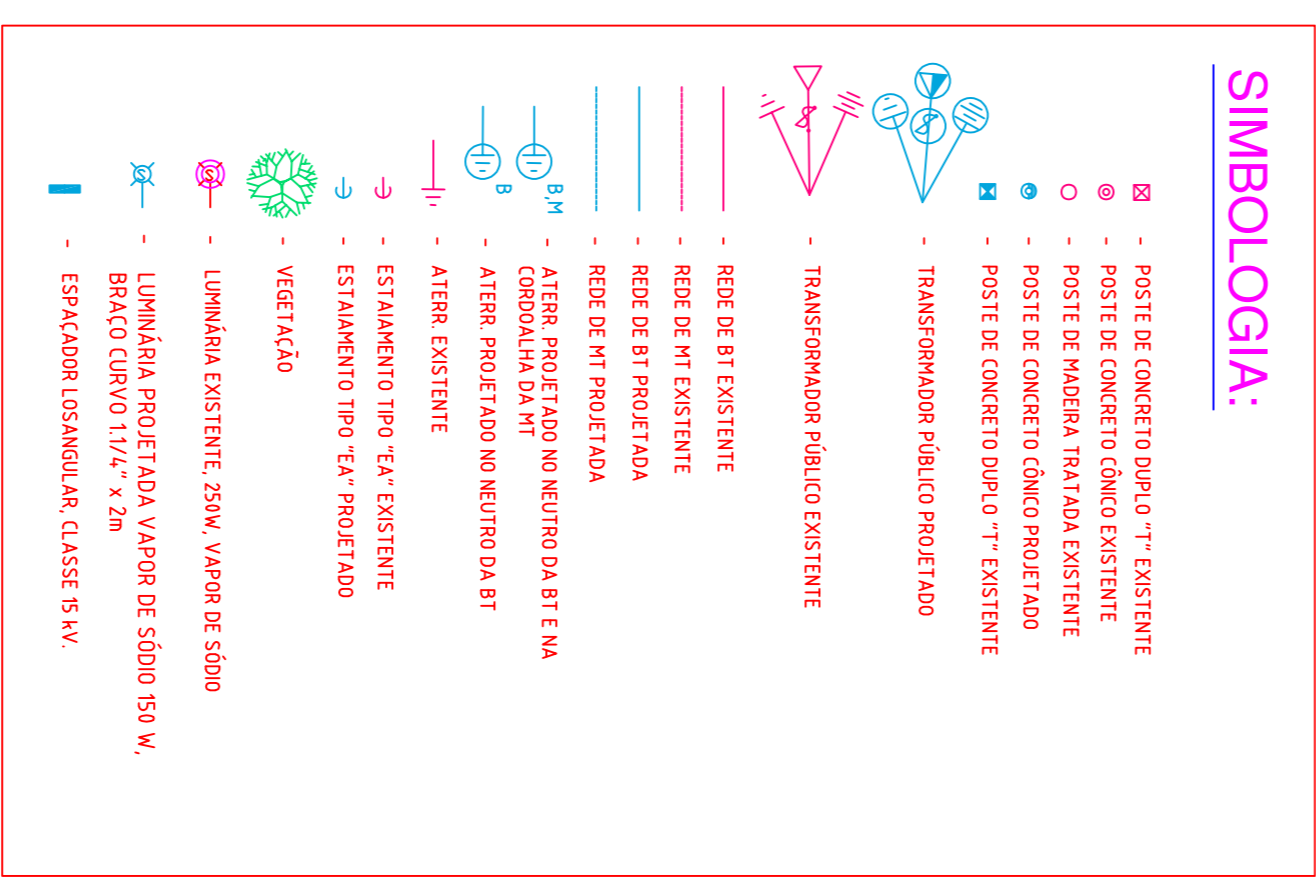 SIMBOLOGIA:
- POSTE DE CONCRETO DUPLO "T" EXISTENTE
- POSTE DE CONCRETO CÔNICO EXISTENTE
- POSTE DE MADEIRA TRATADA EXISTENTE
- POSTE DE CONCRETO CÔNICO PROJETADO
- POSTE DE CONCRETO DUPLO "T" EXISTENTE
- TRANSFORMADOR PÚBLICO PROJETADO
- TRANSFORMADOR PÚBLICO EXISTENTE
- REDE DE BT EXISTENTE
- REDE DE MT EXISTENTE
- REDE DE BT PROJETADA
- REDE DE MT PROJETADA
B,M - ATERR. PROJETADO NO NEUTRO DA BT E NA
CORDOALHA DA MT
B - ATERR. PROJETADO NO NEUTRO DA BT
- ATERR. EXISTENTE
- ESTAIAMENTO TIPO "EA" EXISTENTE
- ESTAIAMENTO TIPO "EA" PROJETADO
- VEGETAÇÃO
S - LUMINÁRIA EXISTENTE, 250W, VAPOR DE SÓDIO
S - LUMINÁRIA PROJETADA VAPOR DE SÓDIO 150 W,
BRAÇO CURVO 1.1/4" x 2m
- ESPAÇADOR LOSANGULAR, CLASSE 15 kV.